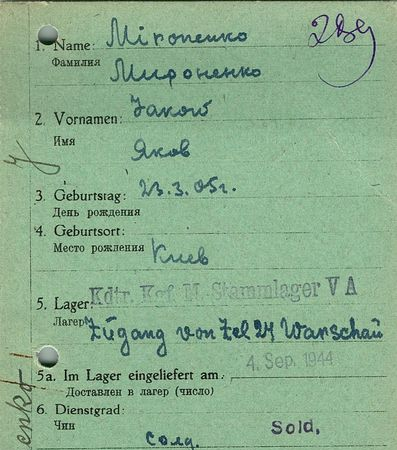 1. Name: Мiроnенко
Фамилия Мироненко
2. Vornamen: Jakow
Имя Яков
3. Geburtstag: 23.3.05г.
День рождения
4. Geburtsort:
Место рождения Киев
5. Lager: Kdtr. Kgf. M. Stammlager V A
Лагерь Zugang von Zel 24 Warschau
4. Sep. 1944
5a. Im Lager eingeliefert am
Доставлен в лагерь (число)
6. Dienstgrad:
Чин солд. Sold.